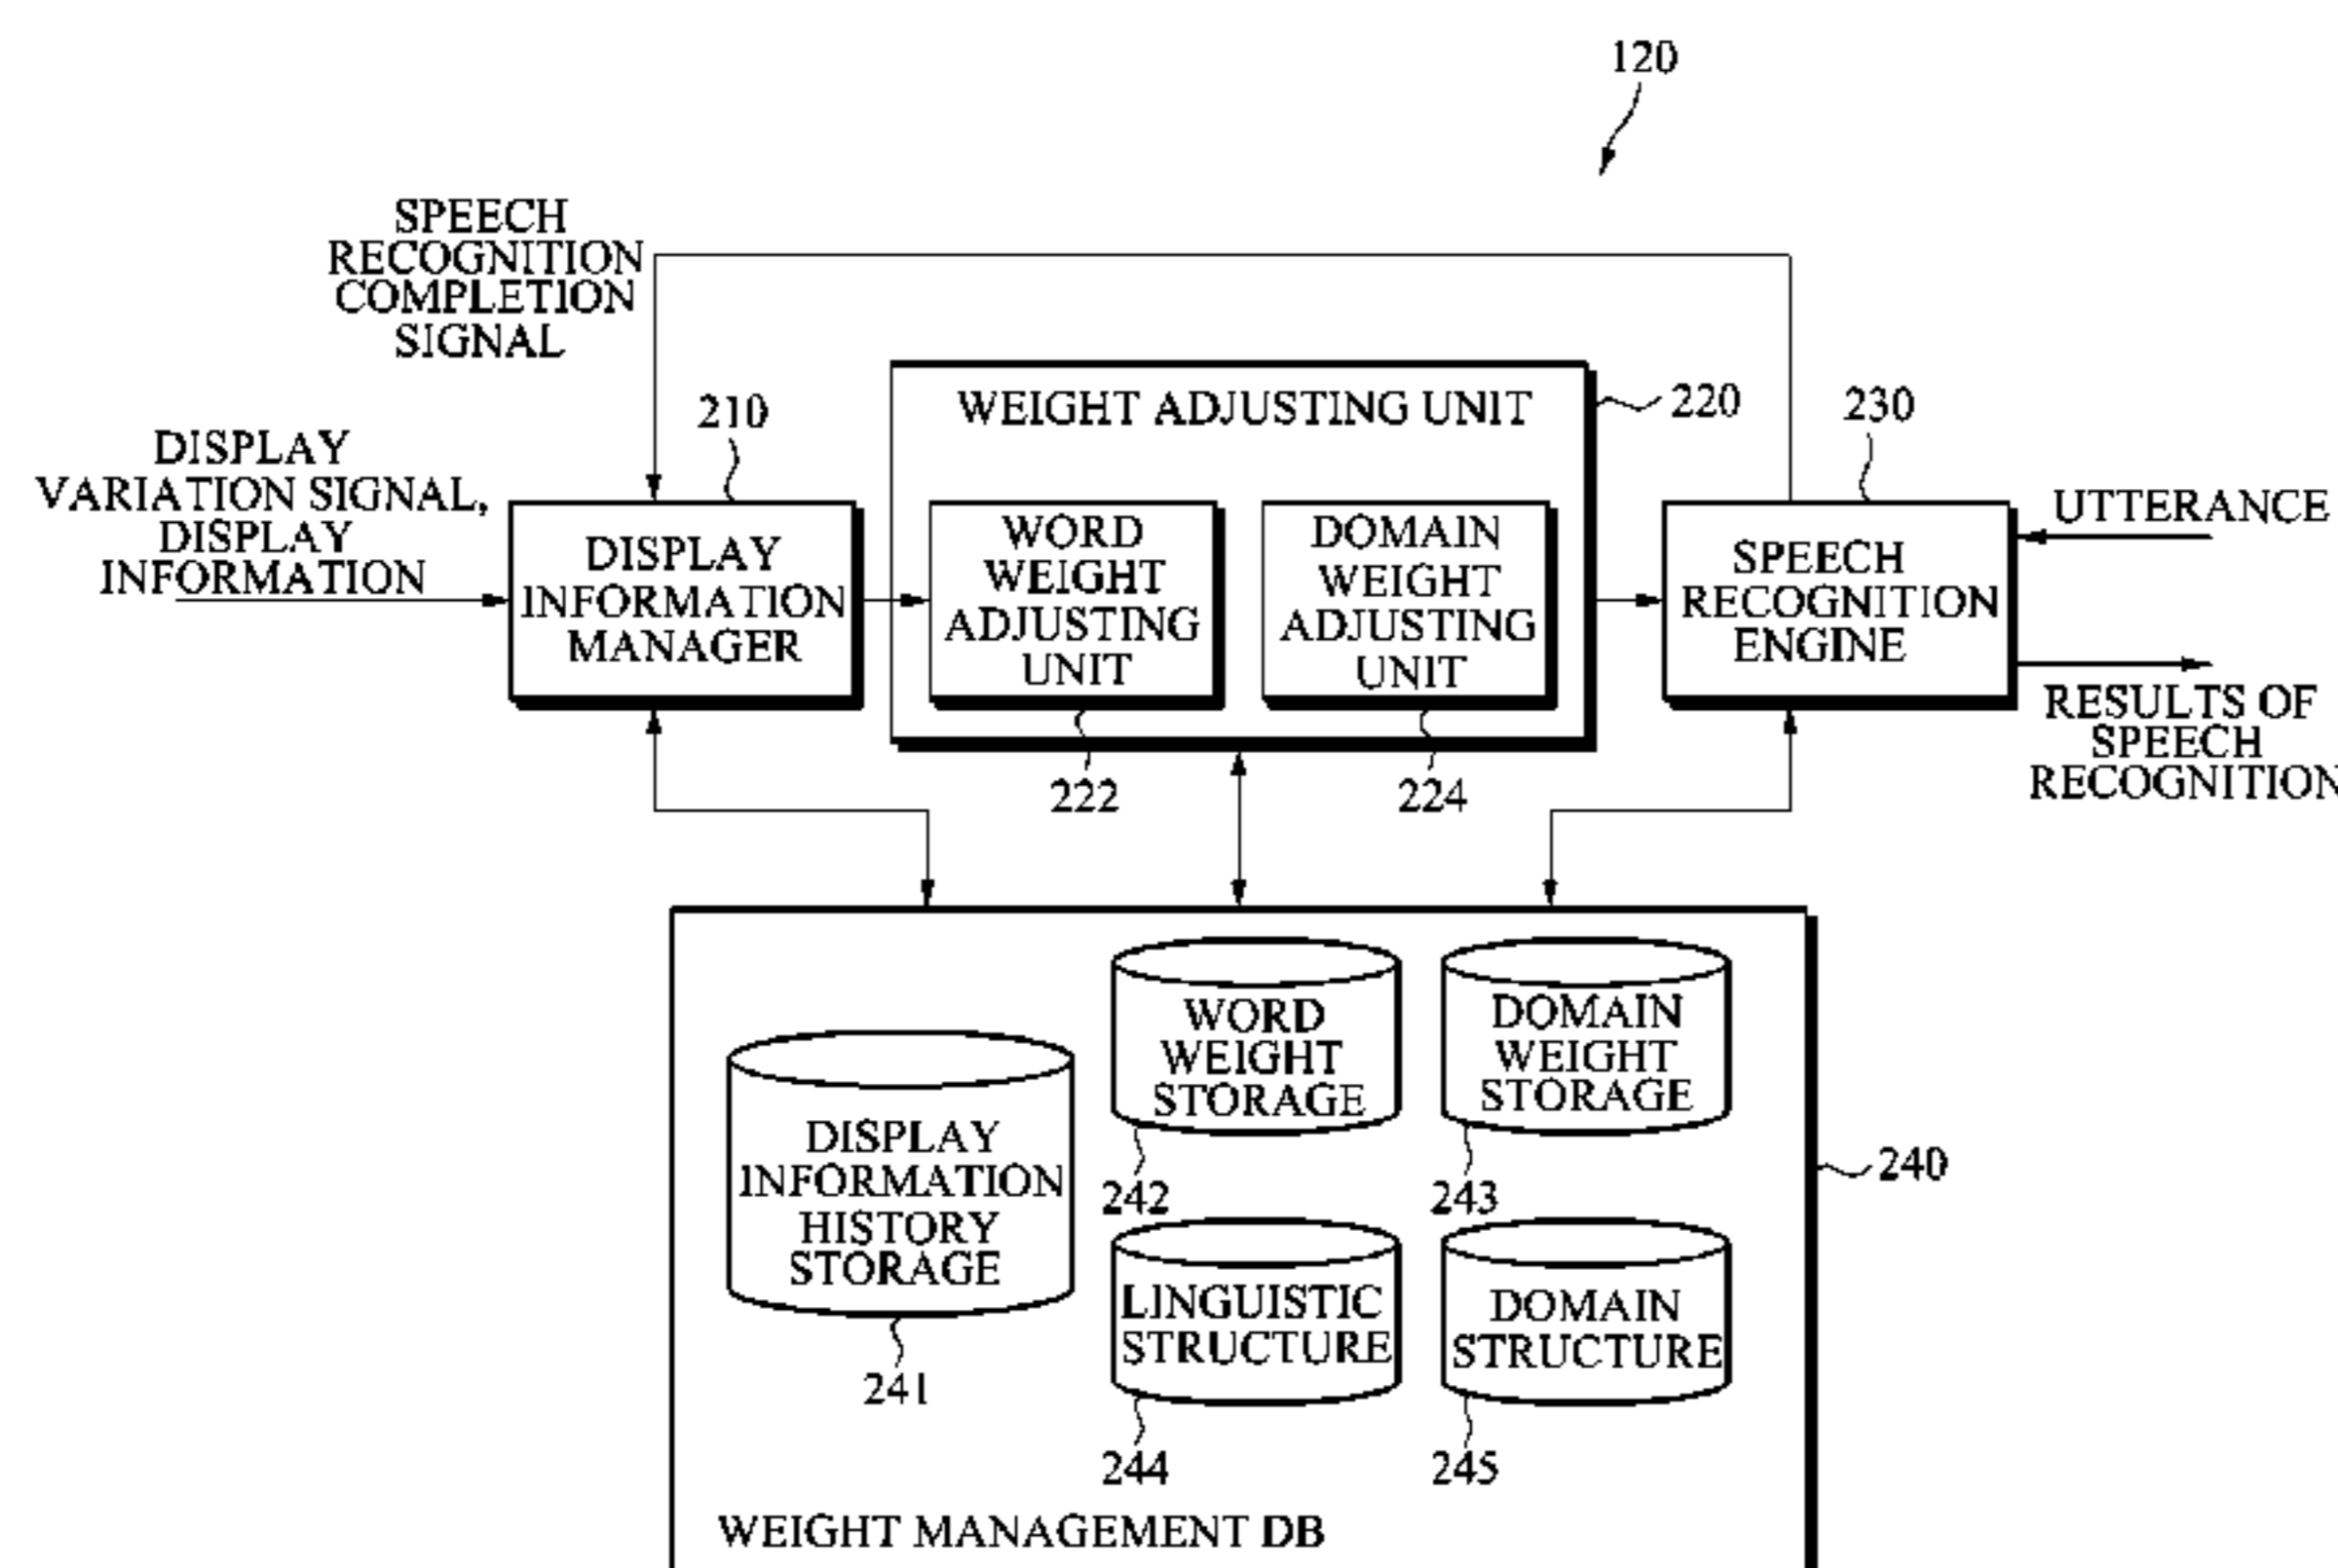 120
SPEECH
RECOGNITION
COMPLETION
SIGNAL
DISPLAY
VARIATION SIGNAL,
DISPLAY
INFORMATION
210
DISPLAY
INFORMATION
MANAGER
WEIGHT ADJUSTING UNIT
220
WORD
WEIGHT
ADJUSTING
UNIT
222
DOMAIN
WEIGHT
ADJUSTING
UNIT
224
230
SPEECH
RECOGNITION
ENGINE
UTTERANCE
RESULTS OF
SPEECH
RECOGNITION
DISPLAY
INFORMATION
HISTORY
STORAGE
241
WORD
WEIGHT
STORAGE
242
DOMAIN
WEIGHT
STORAGE
243
240
LINGUISTIC
STRUCTURE
244
DOMAIN
STRUCTURE
245
WEIGHT MANAGEMENT DB